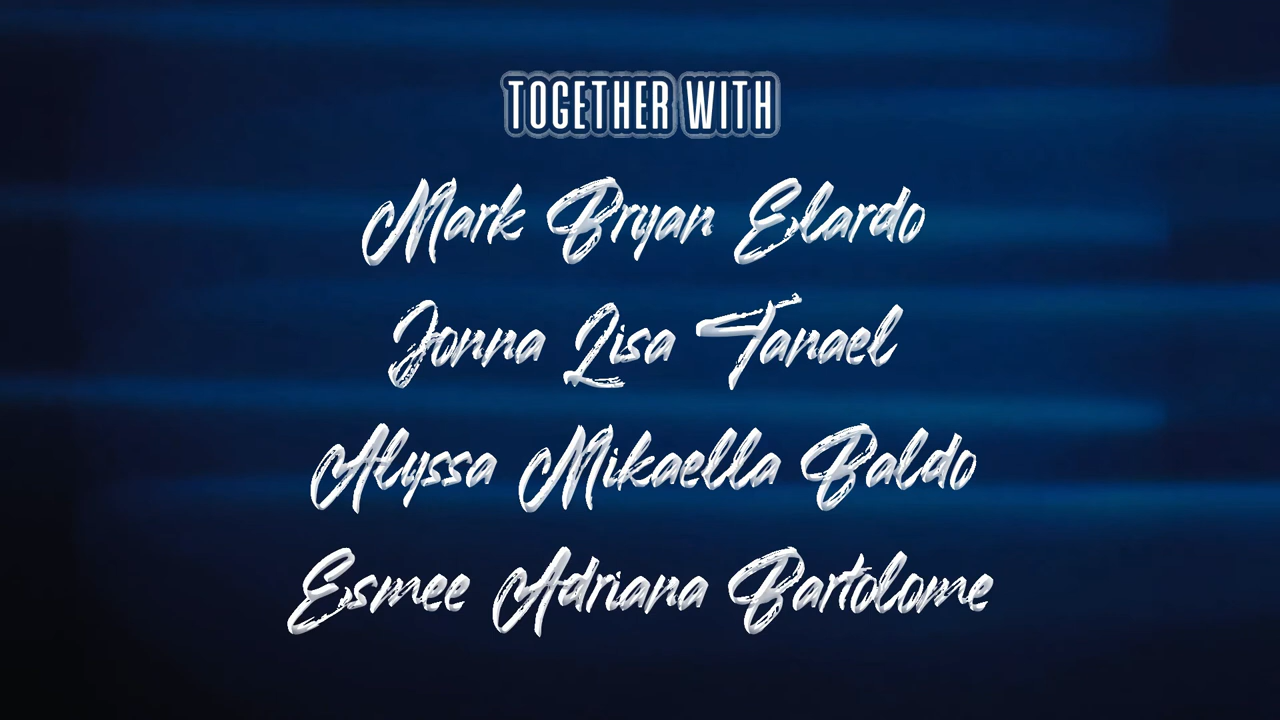 TOGETHER WITH
Mark Bryan Elardo
Jonna Lisa Tanael
Alyssa Mikaella Baldo
Esmee Adriana Bartolome